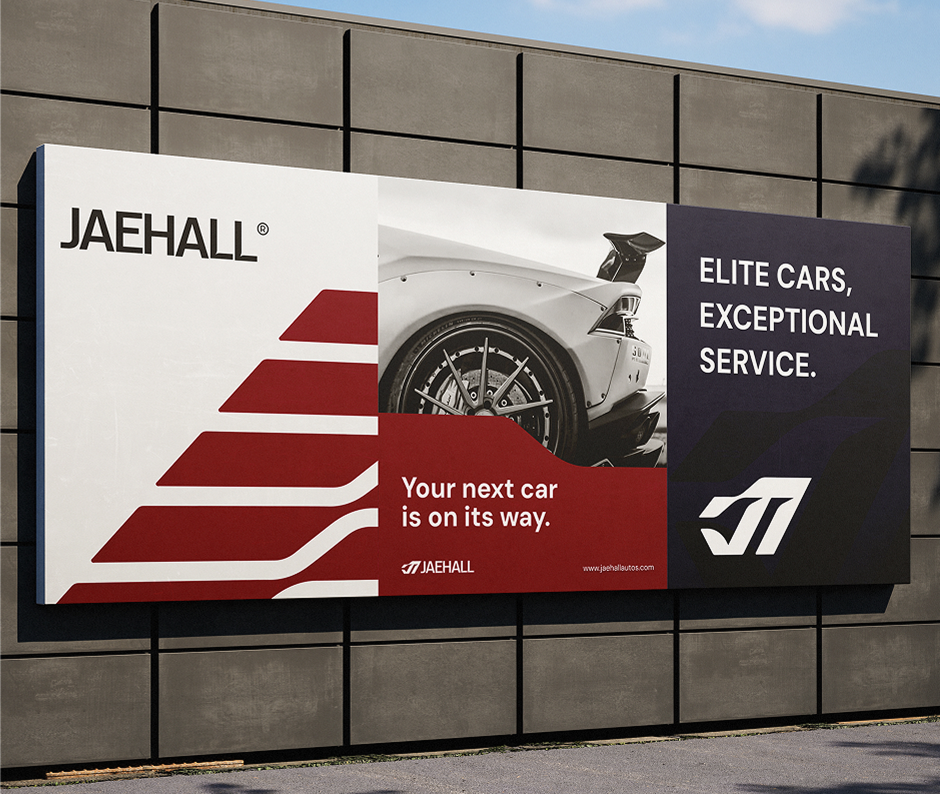 JAEHALL®
Your next car
is on its way.
JAEHALL
www.jaehallautos.com
ELITE CARS,
EXCEPTIONAL
SERVICE.